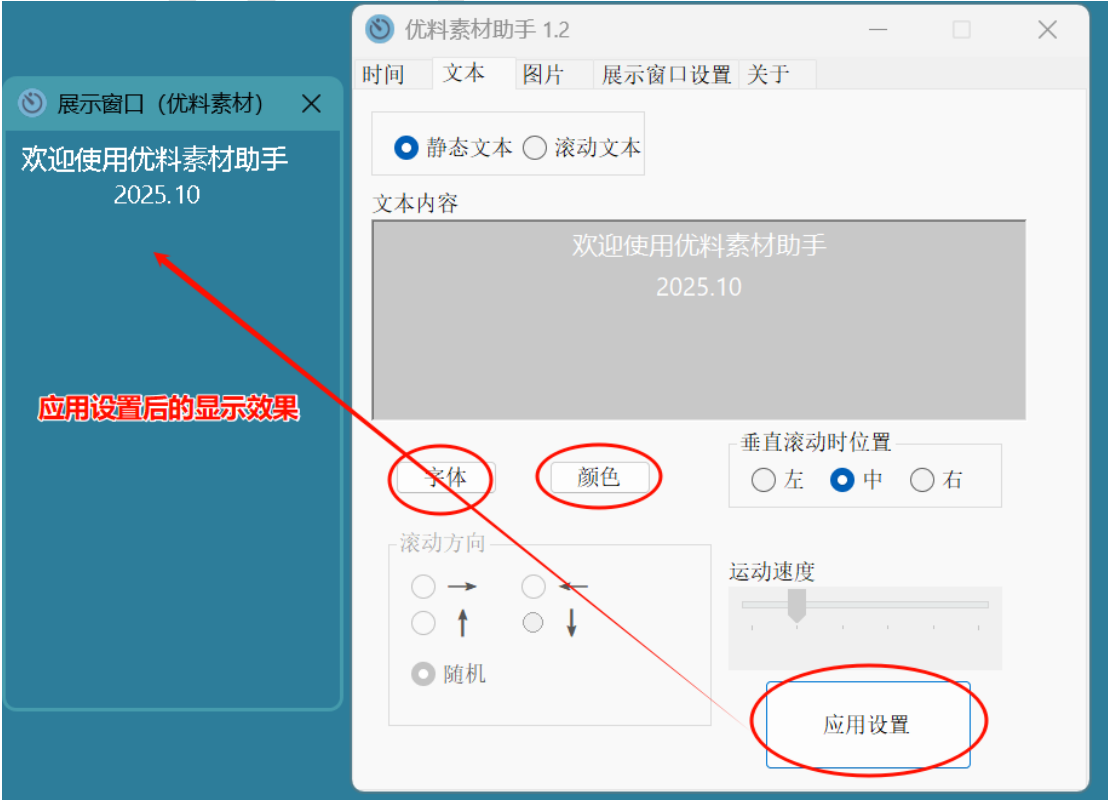 优料素材助手 1.2
时间 文本 图片 展示窗口设置 关于
展示窗口（优料素材）
欢迎使用优料素材助手
2025.10
应用设置后的显示效果
静态文本 滚动文本
文本内容
欢迎使用优料素材助手
2025.10
字体 颜色
垂直滚动时位置
左 中 右
滚动方向
→ ←
↑ ↓
随机
运动速度
应用设置